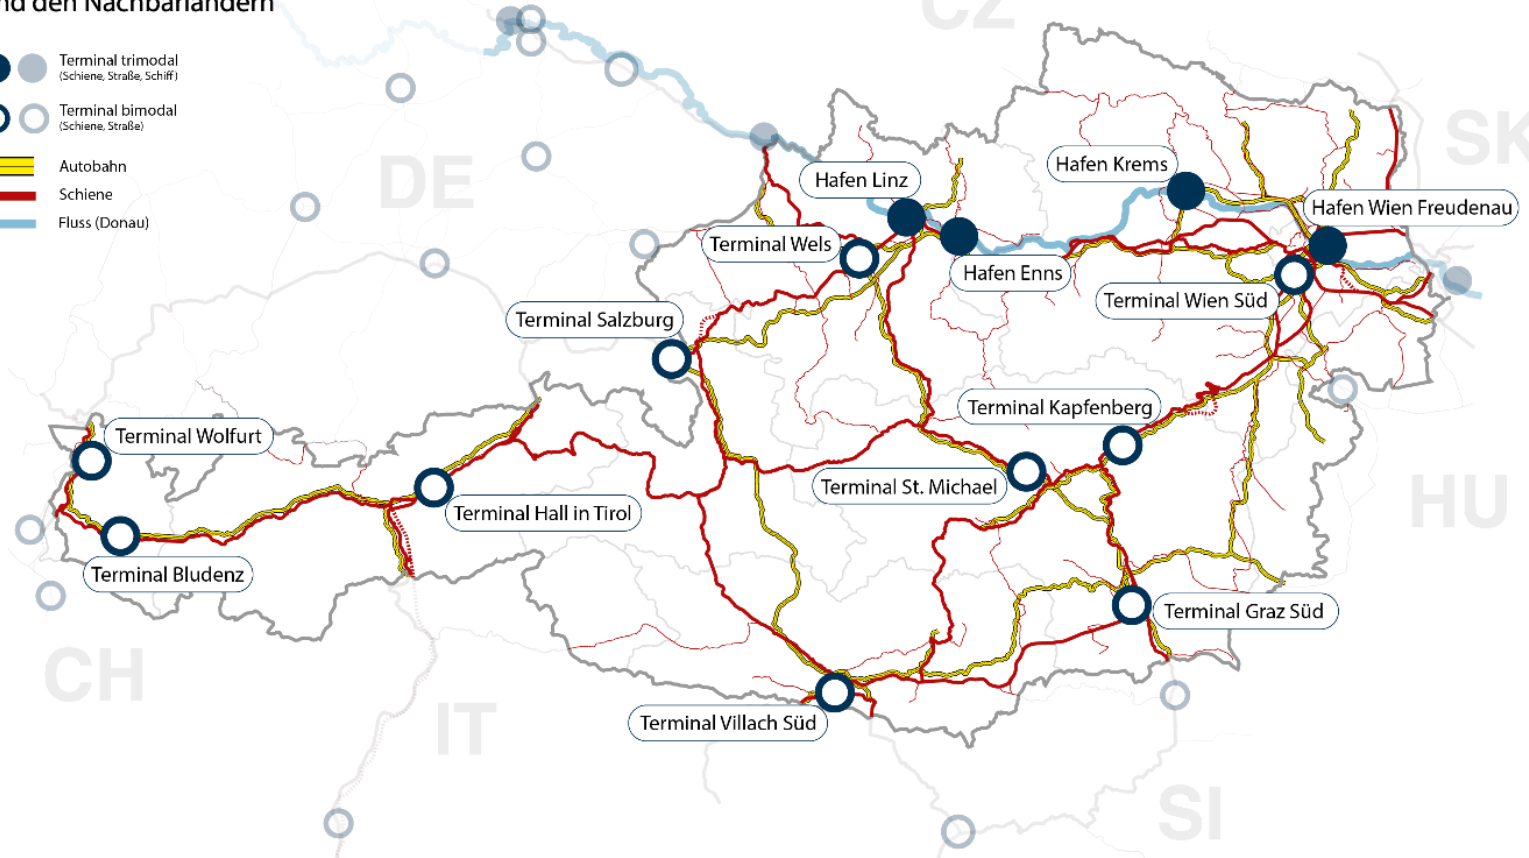 den Nachbarländern
Terminal trimodal
(Schiene, Straße, Schiff)
Terminal bimodal
(Schiene, Straße)
Autobahn
Schiene
Fluss (Donau)
CZ
SK
DE
Hafen Krems
Hafen Linz
Hafen Wien Freudenau
Terminal Wels
Hafen Enns
Terminal Wien Süd
Terminal Salzburg
Terminal Kapfenberg
Terminal Wolfurt
Terminal St. Michael
HU
Terminal Hall in Tirol
Terminal Bludenz
Terminal Graz Süd
CH
IT
Terminal Villach Süd
SI